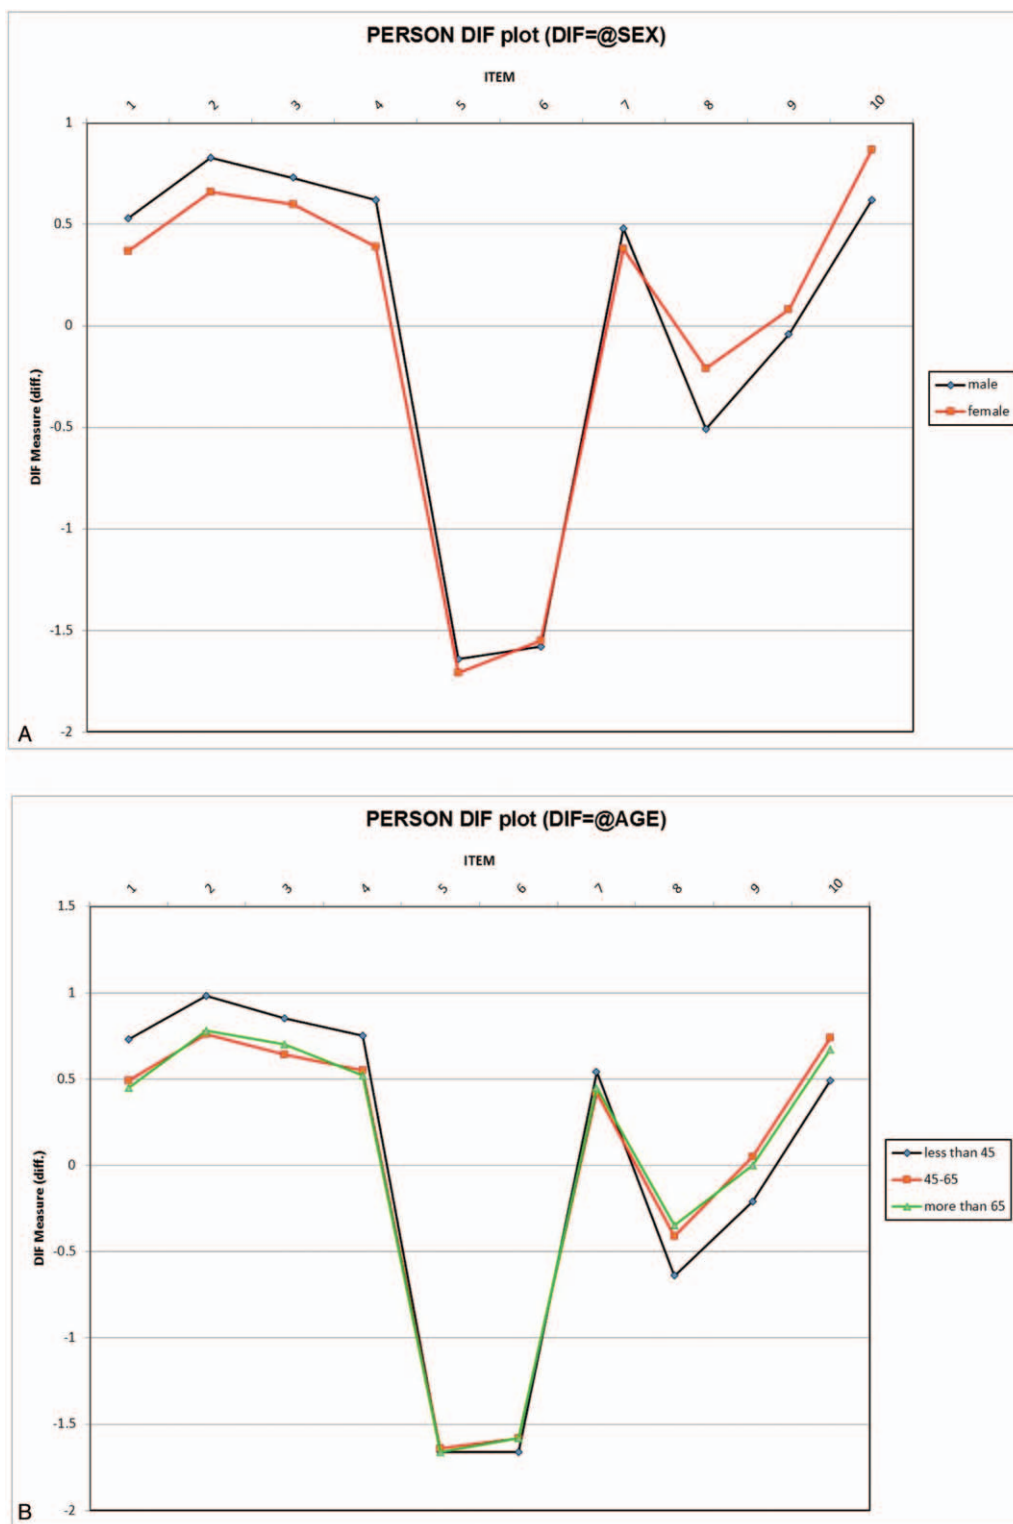 PERSON DIF plot (DIF=@SEX)
ITEM
1 2 3 4 5 6 7 8 9 10
1
0.5
0
-0.5
-1
-1.5
-2
DIF Measure (diff.)
male
female
A
PERSON DIF plot (DIF=@AGE)
ITEM
1 2 3 4 5 6 7 8 9 10
1.5
1
0.5
0
-0.5
-1
-1.5
-2
DIF Measure (diff.)
less than 45
45-65
more than 65
B